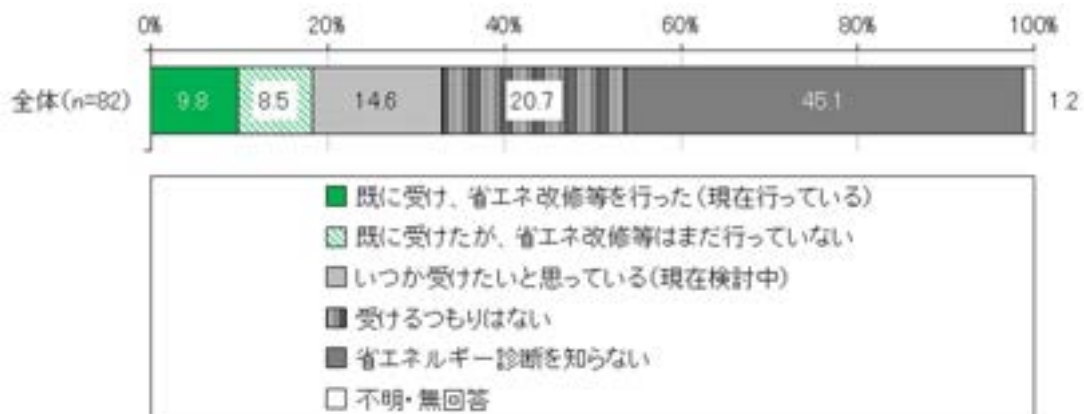 0% 20% 40% 60% 80% 100%
全体(n=82) 9.8 8.5 14.6 20.7 45.1 1.2
既に受け、省エネ改修等を行った(現在行っている)
既に受けたが、省エネ改修等はまだ行っていない
いつか受けたいと思っている(現在検討中)
受けるつもりはない
省エネルギー診断を知らない
不明・無回答